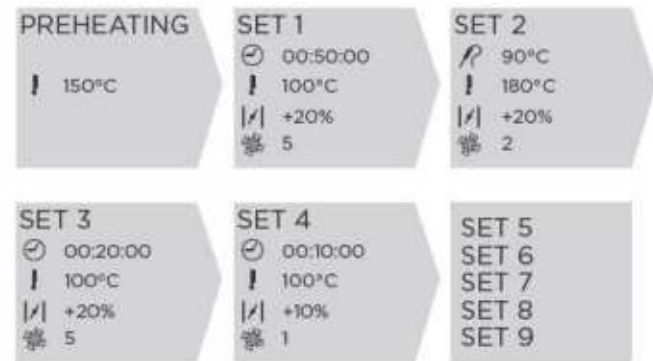 PREHEATING
150°C
SET 1
00:50:00
100°C
+20%
5
SET 2
90°C
180°C
+20%
2
SET 3
00:20:00
100°C
+20%
5
SET 4
00:10:00
100°C
+10%
1
SET 5
SET 6
SET 7
SET 8
SET 9